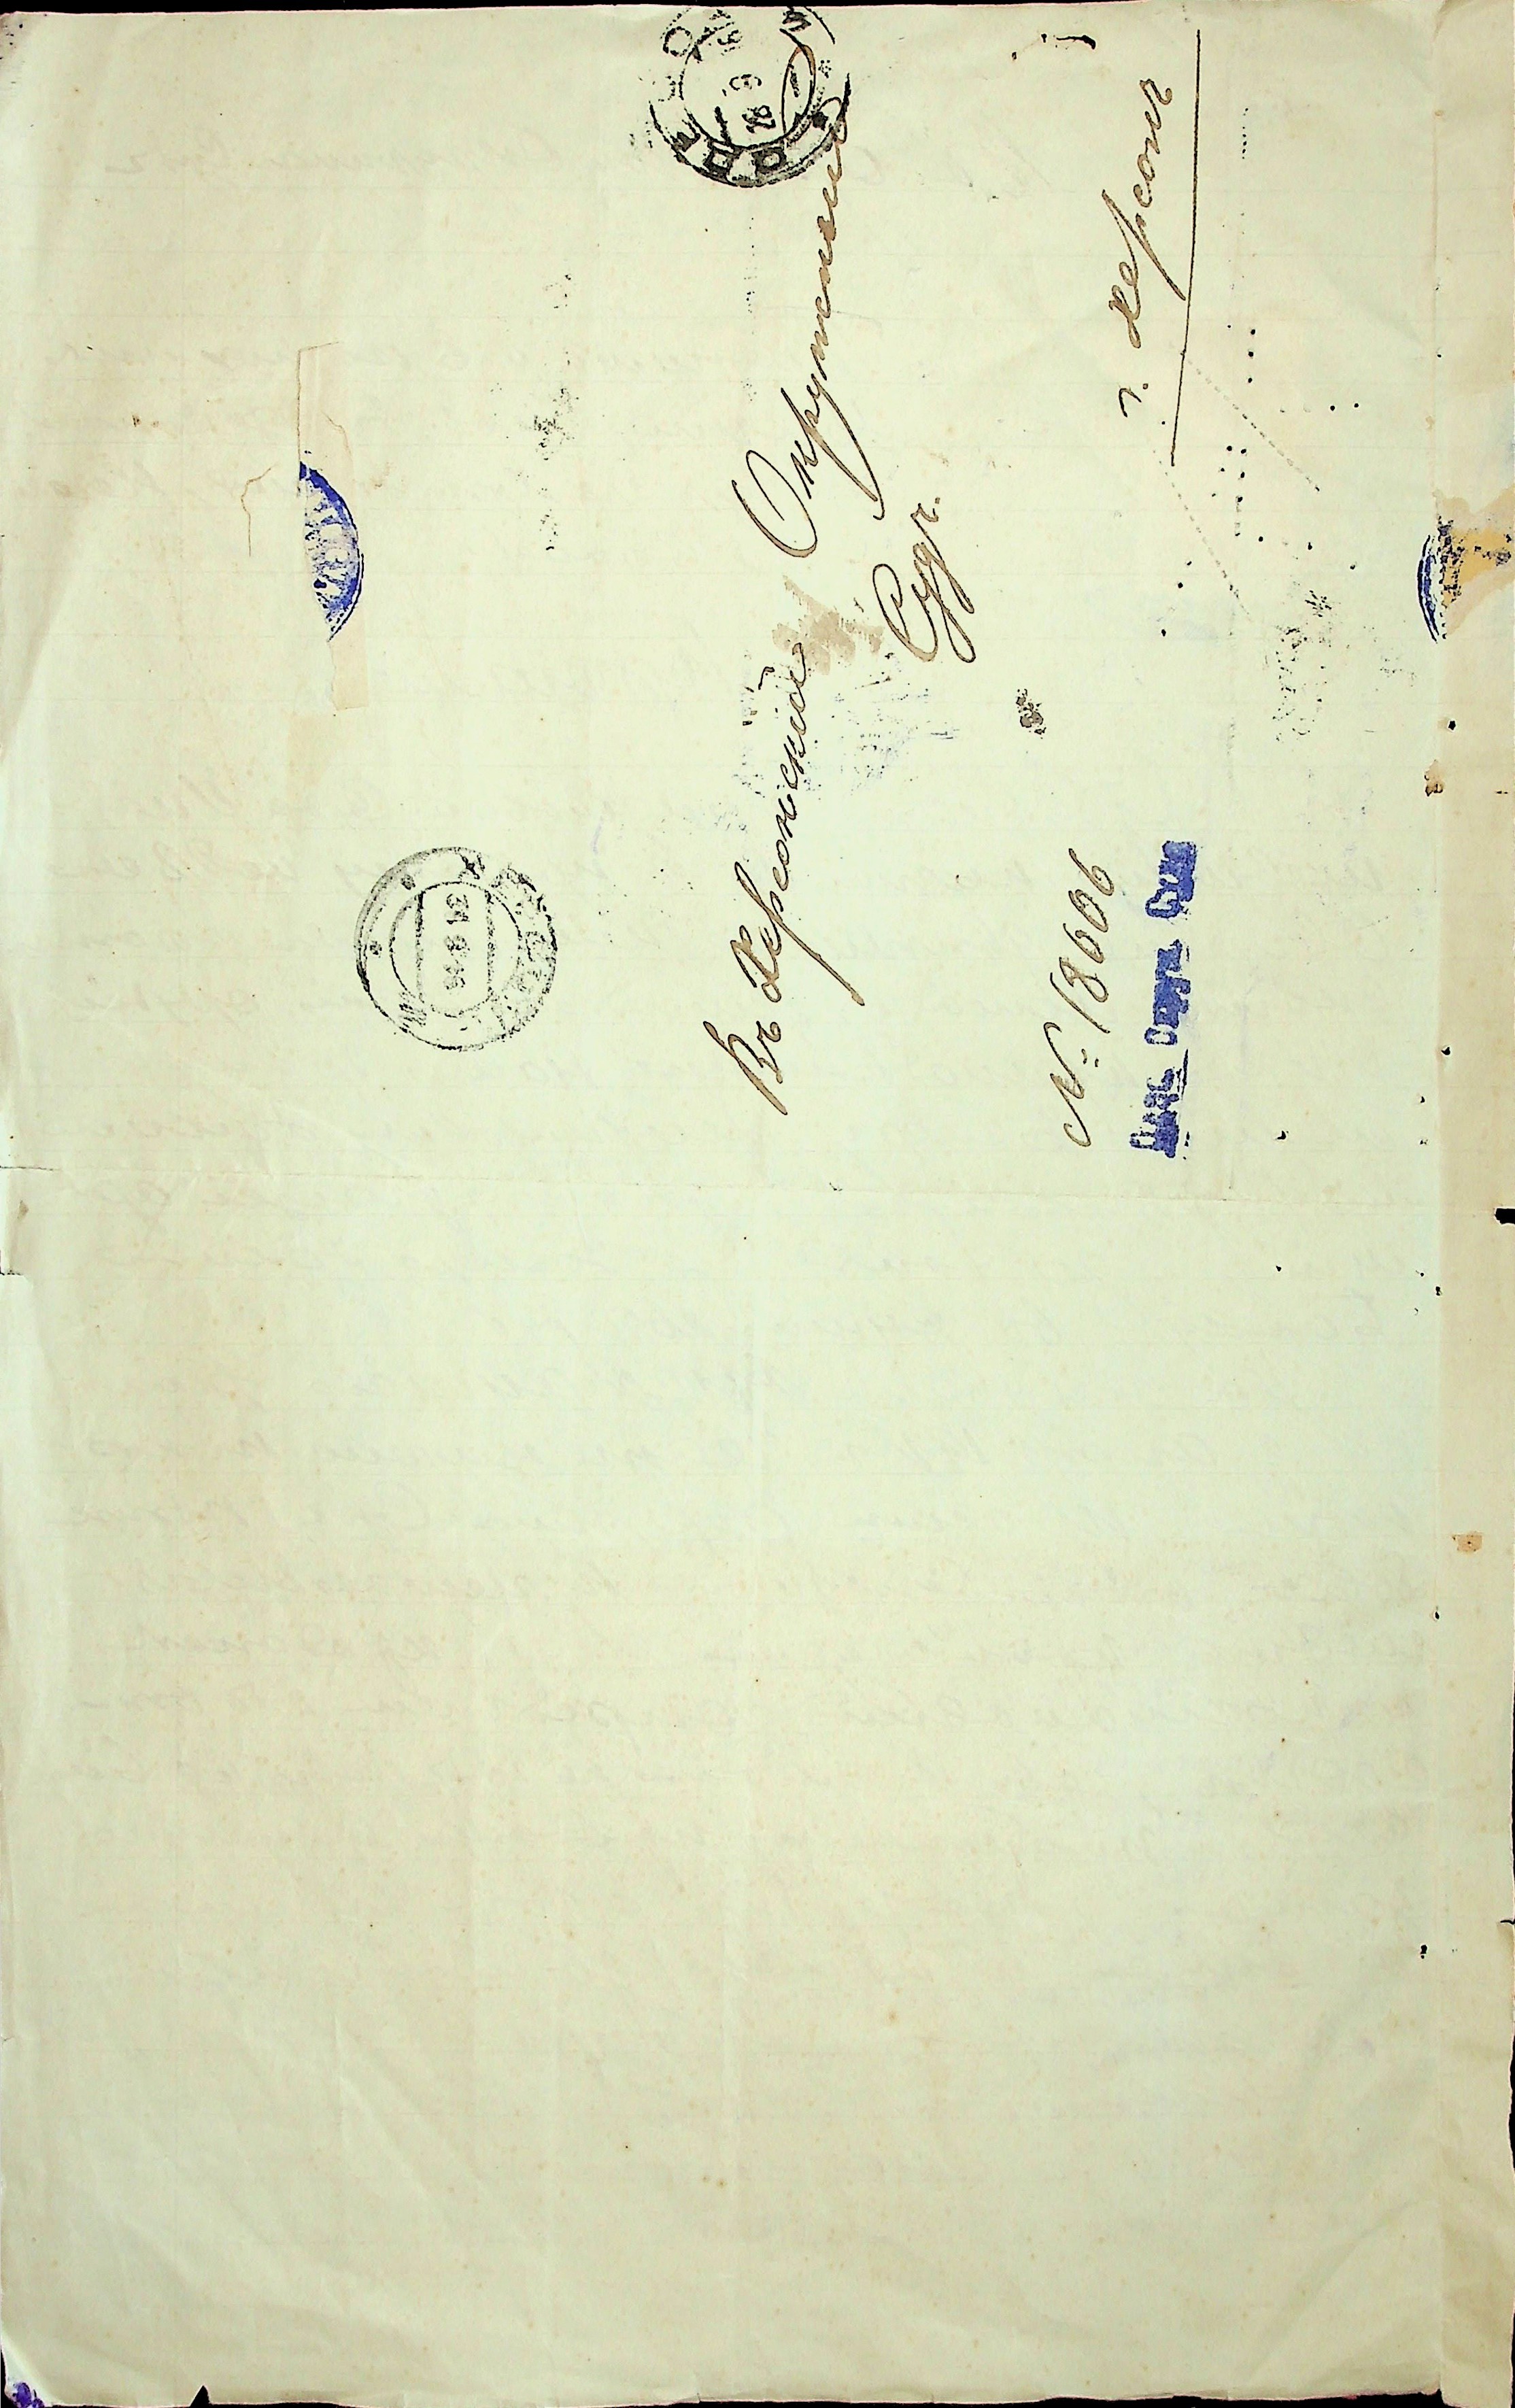 Въ Херсонскій Окружный
Судъ.
г. Херсонъ
№ 18606